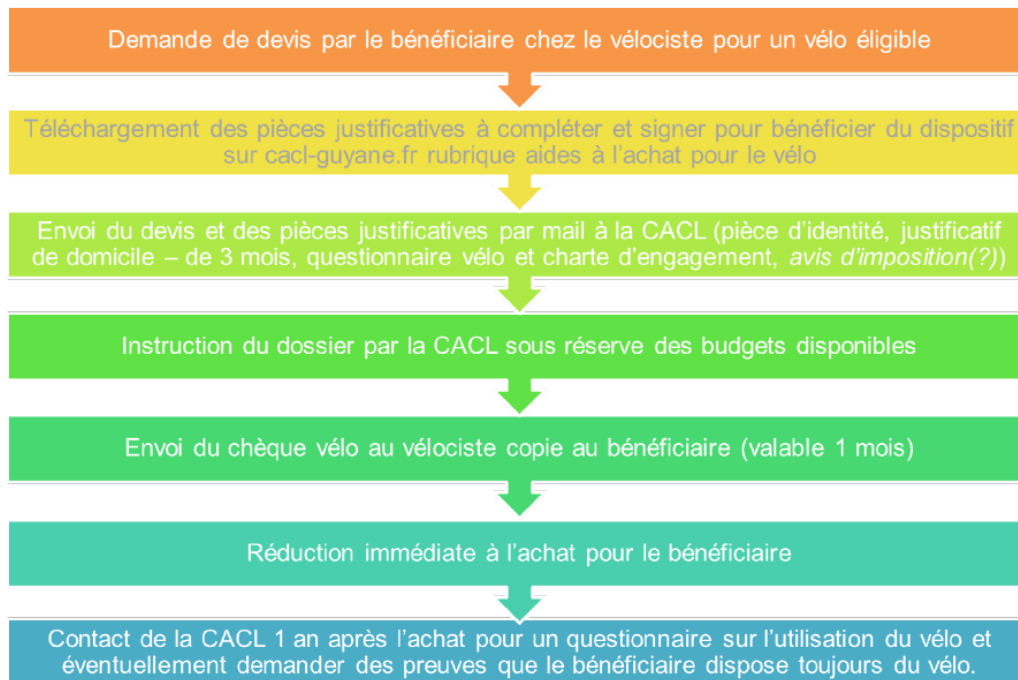 Demande de devis par le bénéficiaire chez le vélociste pour un vélo éligible
Téléchargement des pièces justificatives à compléter et signer pour bénéficier du dispositif
sur cacl-guyane.fr rubrique aides à l’achat pour le vélo
Envoi du devis et des pièces justificatives par mail à la CACL (pièce d’identité, justificatif
de domicile – de 3 mois, questionnaire vélo et charte d’engagement, avis d’imposition(?))
Instruction du dossier par la CACL sous réserve des budgets disponibles
Envoi du chèque vélo au vélociste copie au bénéficiaire (valable 1 mois)
Réduction immédiate à l’achat pour le bénéficiaire
Contact de la CACL 1 an après l’achat pour un questionnaire sur l’utilisation du vélo et
éventuellement demander des preuves que le bénéficiaire dispose toujours du vélo.